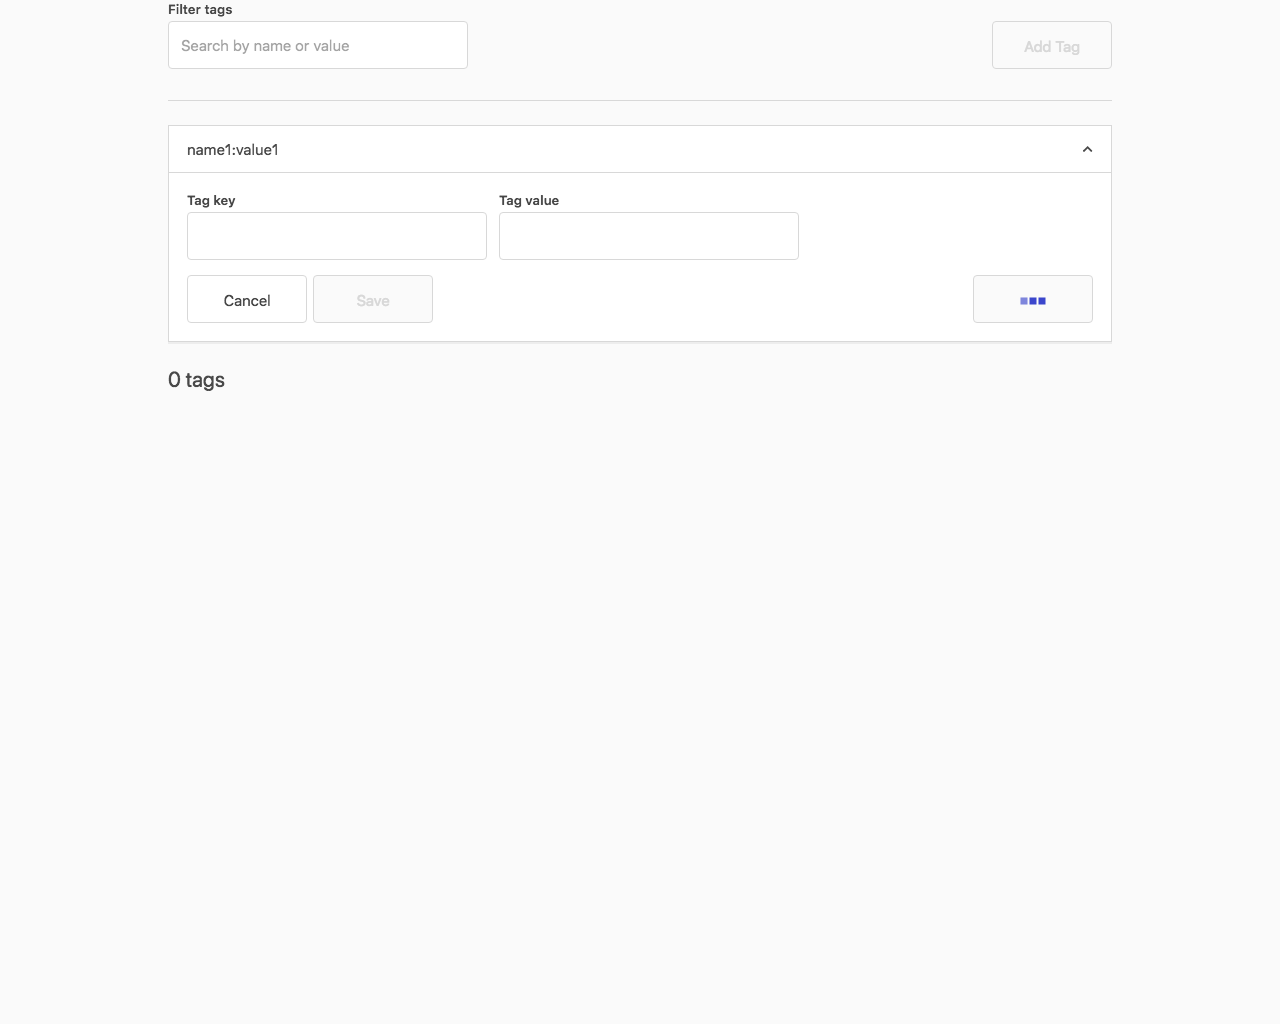 Filter tags
Search by name or value
Add Tag
name1:value1
Tag key
Tag value
Cancel
Save
0 tags